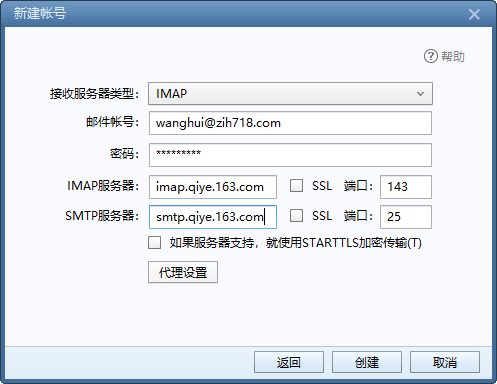 新建帐号
帮助
接收服务器类型： IMAP
邮件帐号： wanghui@zih718.com
密码： *********
IMAP服务器： imap.qiye.163.com SSL 端口： 143
SMTP服务器： smtp.qiye.163.com SSL 端口： 25
如果服务器支持，就使用STARTTLS加密传输(T)
代理设置
返回 创建 取消